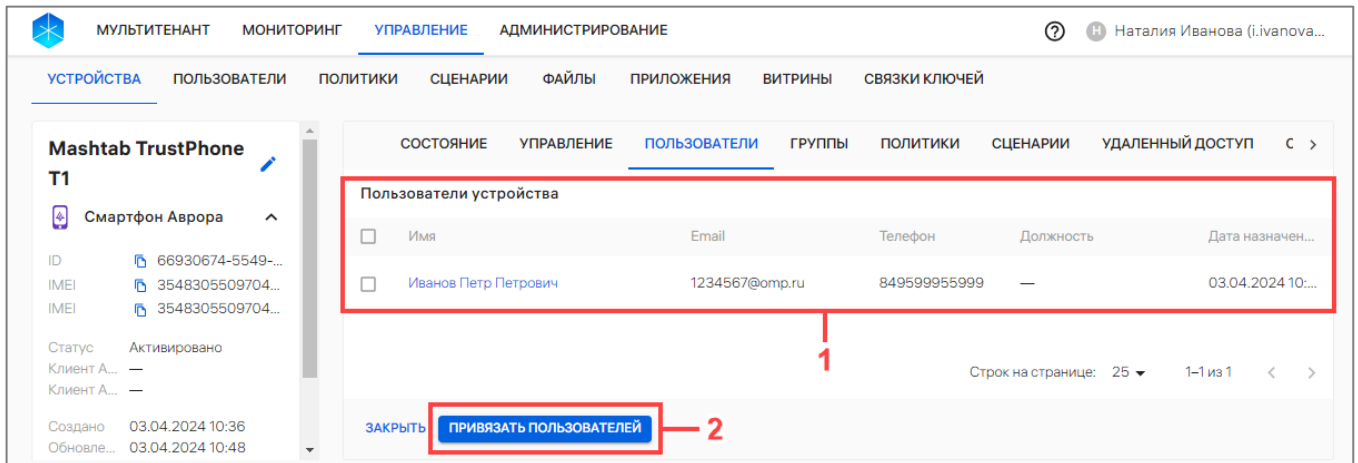 МУЛЬТИТЕНАНТ МОНИТОРИНГ УПРАВЛЕНИЕ АДМИНИСТРИРОВАНИЕ Н Наталия Иванова (i.ivanova...
УСТРОЙСТВА ПОЛЬЗОВАТЕЛИ ПОЛИТИКИ СЦЕНАРИИ ФАЙЛЫ ПРИЛОЖЕНИЯ ВИТРИНЫ СВЯЗКИ КЛЮЧЕЙ
Mashtab TrustPhone
T1
Смартфон Аврора
ID 66930674-5549-...
IMEI 3548305509704...
IMEI 3548305509704...
Статус Активировано
Клиент А... —
Клиент А... —
Создано 03.04.2024 10:36
Обновле... 03.04.2024 10:48
СОСТОЯНИЕ УПРАВЛЕНИЕ ПОЛЬЗОВАТЕЛИ ГРУППЫ ПОЛИТИКИ СЦЕНАРИИ УДАЛЕННЫЙ ДОСТУП С
Пользователи устройства
Имя Email Телефон Должность Дата назначен...
Иванов Петр Петрович 1234567@omp.ru 849599955999 — 03.04.2024 10:...
1
Строк на странице: 25 1–1 из 1
ЗАКРЫТЬ ПРИВЯЗАТЬ ПОЛЬЗОВАТЕЛЕЙ 2